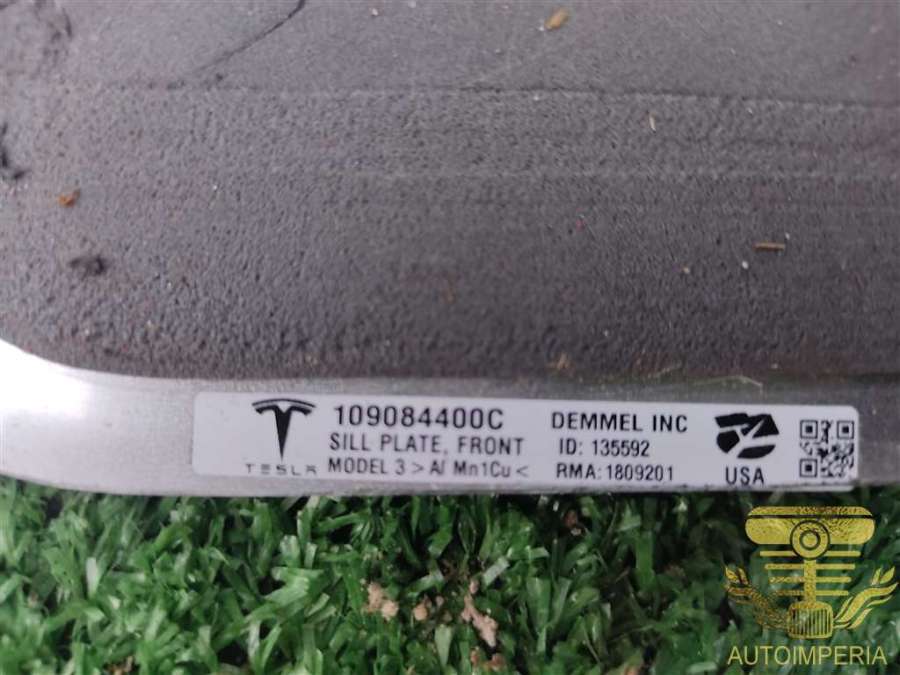 109084400C
SILL PLATE, FRONT
TESLA MODEL 3 >Al Mn1Cu<
DEMMEL INC
ID: 135592
RMA: 1809201
USA
AUTOIMPERIA